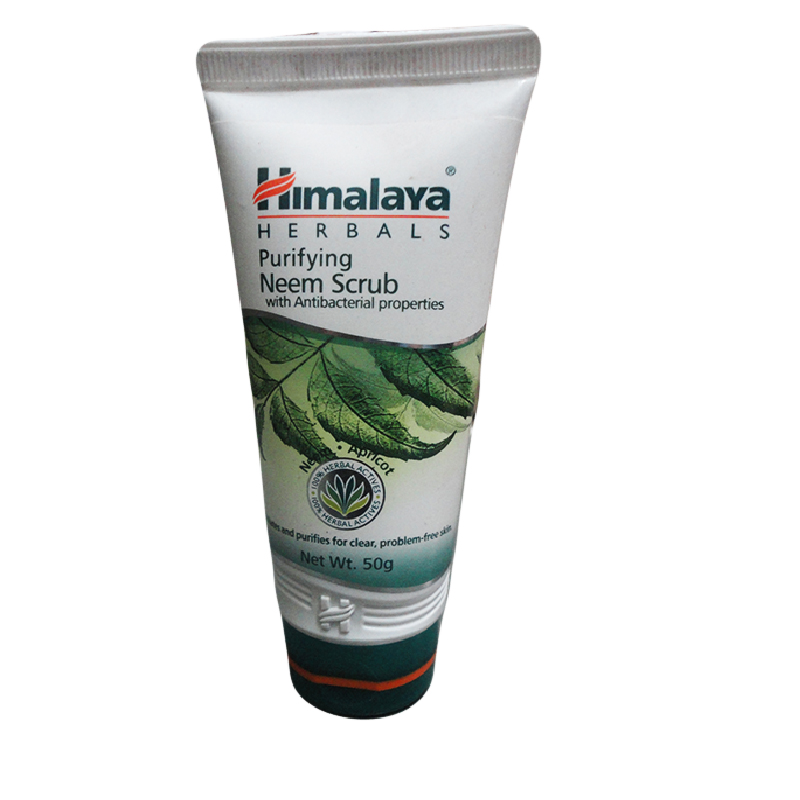 Himalaya®
HERBALS
Purifying
Neem Scrub
with Antibacterial properties
Neem • Apricot
100% HERBAL ACTIVES • 100% HERBAL ACTIVES •
and purifies for clear, problem-free skin
Net Wt. 50g
H